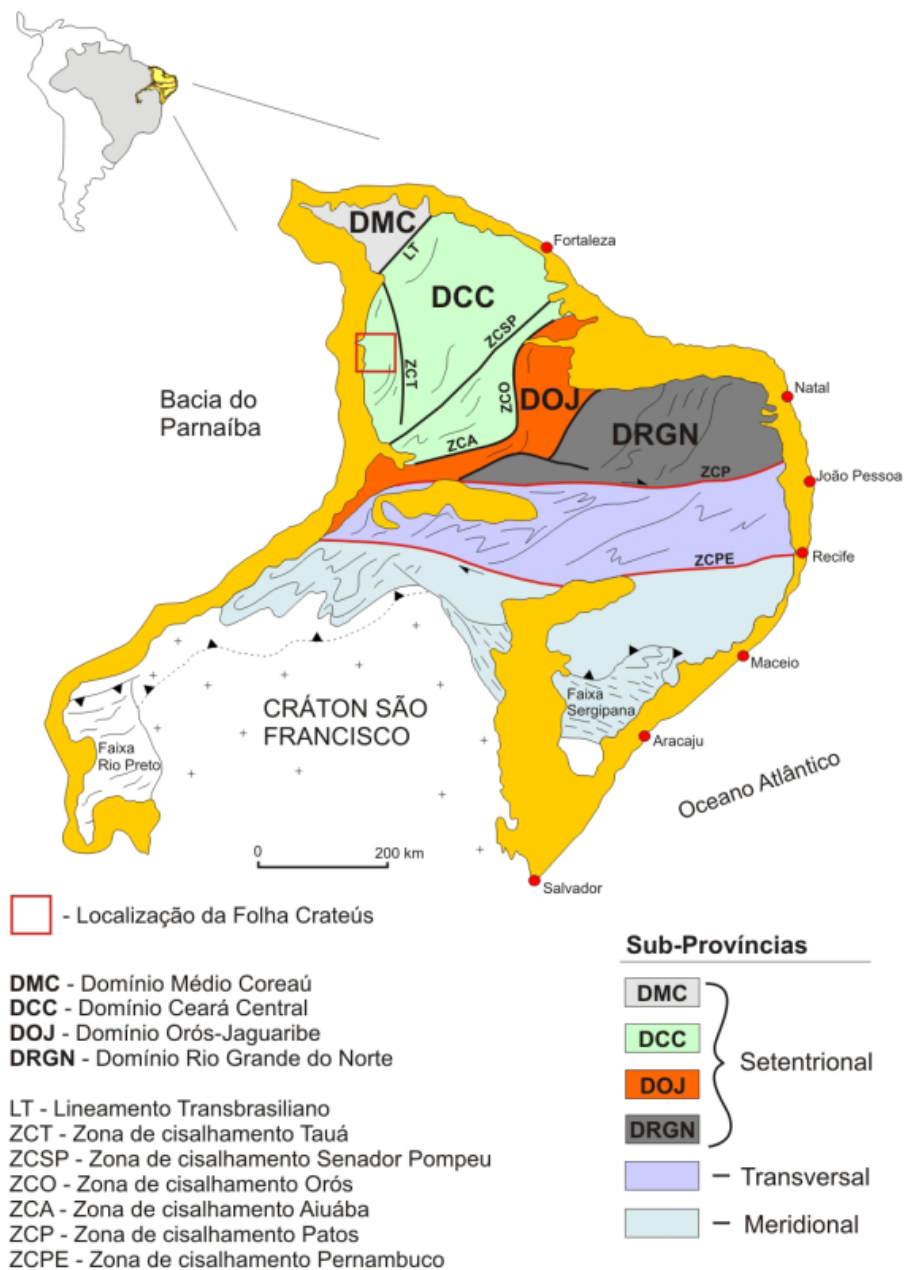 DMC
LT
Fortaleza
DCC
ZCSP
ZCT
ZCO
DOJ
Natal
Bacia do
Parnaíba
DRGN
ZCA
ZCP
João Pessoa
ZCPE
Recife
Maceio
Faixa
Sergipana
CRÁTON SÃO
FRANCISCO
Aracaju
Faixa
Rio Preto
Oceano Atlântico
0 200 km
Salvador
- Localização da Folha Crateús
DMC - Domínio Médio Coreaú
DCC - Domínio Ceará Central
DOJ - Domínio Orós-Jaguaribe
DRGN - Domínio Rio Grande do Norte
LT - Lineamento Transbrasiliano
ZCT - Zona de cisalhamento Tauá
ZCSP - Zona de cisalhamento Senador Pompeu
ZCO - Zona de cisalhamento Orós
ZCA - Zona de cisalhamento Aiuába
ZCP - Zona de cisalhamento Patos
ZCPE - Zona de cisalhamento Pernambuco
Sub-Províncias
DMC
DCC
DOJ
DRGN
Setentrional
Transversal
Meridional